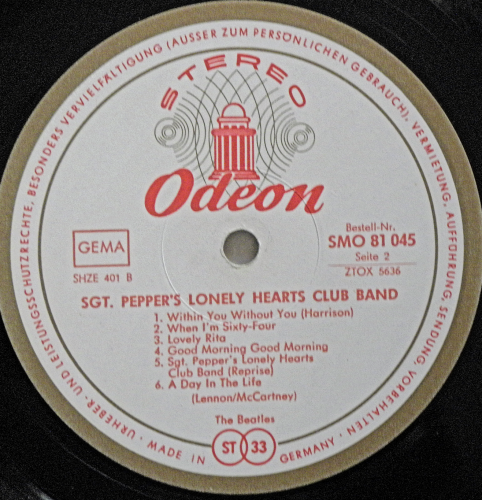 URHEBER- UND LEISTUNGSSCHUTZRECHTE, BESONDERS VERVIELFÄLTIGUNG (AUSSER ZUM PERSÖNLICHEN GEBRAUCH), VERMIETUNG, AUFFÜHRUNG, SENDUNG, VORBEHALTEN
STEREO
Odeon
GEMA
SHZE 401 B
Bestell-Nr.
SMO 81 045
Seite 2
ZTOX 5636
SGT. PEPPER'S LONELY HEARTS CLUB BAND
1. Within You Without You (Harrison)
2. When I'm Sixty-Four
3. Lovely Rita
4. Good Morning Good Morning
5. Sgt. Pepper's Lonely Hearts
Club Band (Reprise)
6. A Day In The Life
(Lennon/McCartney)
The Beatles
MADE IN GERMANY
ST 33